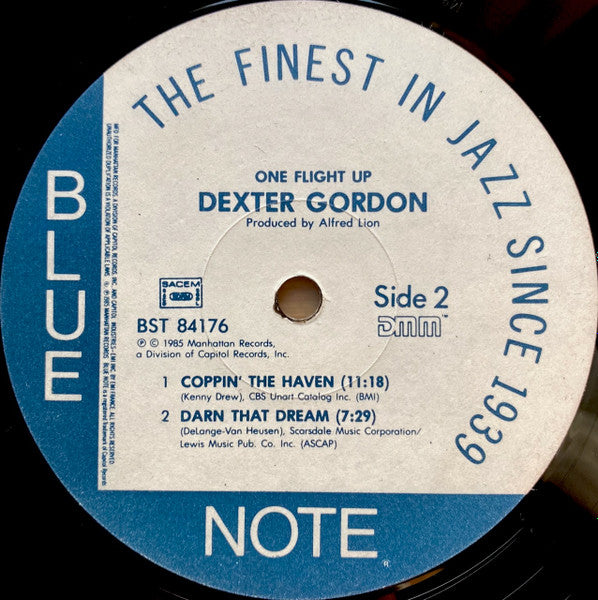 THE FINEST IN JAZZ SINCE 1939
BLUE
NOTE
®
ONE FLIGHT UP
DEXTER GORDON
Produced by Alfred Lion
SACEM
Side 2
BST 84176
DMM™
℗ © 1985 Manhattan Records,
a Division of Capitol Records, Inc.
1 COPPIN' THE HAVEN (11:18)
(Kenny Drew), CBS Unart Catalog Inc. (BMI)
2 DARN THAT DREAM (7:29)
(DeLange-Van Heusen), Scarsdale Music Corporation/
Lewis Music Pub. Co. Inc. (ASCAP)